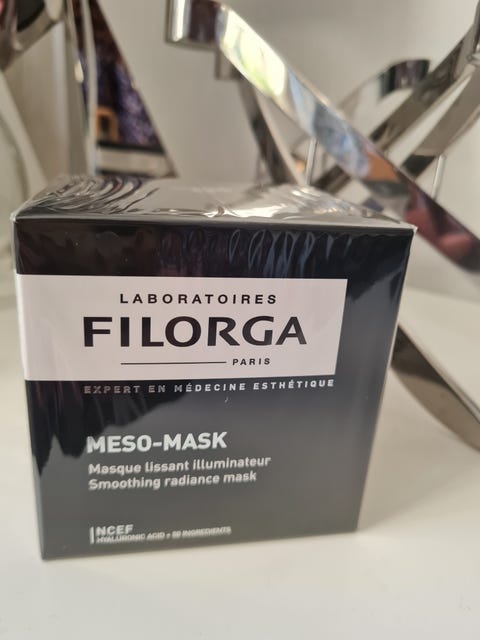 LABORATOIRES
FILORGA
PARIS
EXPERT EN MÉDECINE ESTHÉTIQUE
MESO-MASK
Masque lissant illuminateur
Smoothing radiance mask
NCEF
HYALURONIC ACID + 50 INGREDIENTS